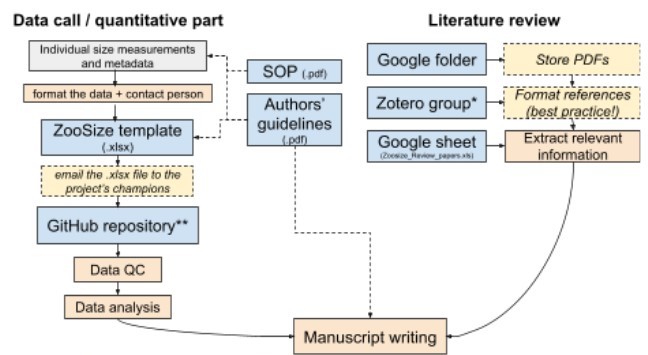 Data call / quantitative part
Individual size measurements
and metadata
format the data + contact person
ZooSize template
(.xlsx)
email the .xlsx file to the
project's champions
GitHub repository**
Data QC
Data analysis
SOP (.pdf)
Authors'
guidelines
(.pdf)
Literature review
Google folder
Store PDFs
Zotero group*
Format references
(best practice!)
Google sheet
(Zoosize_Review_papers.xls)
Extract relevant
information
Manuscript writing